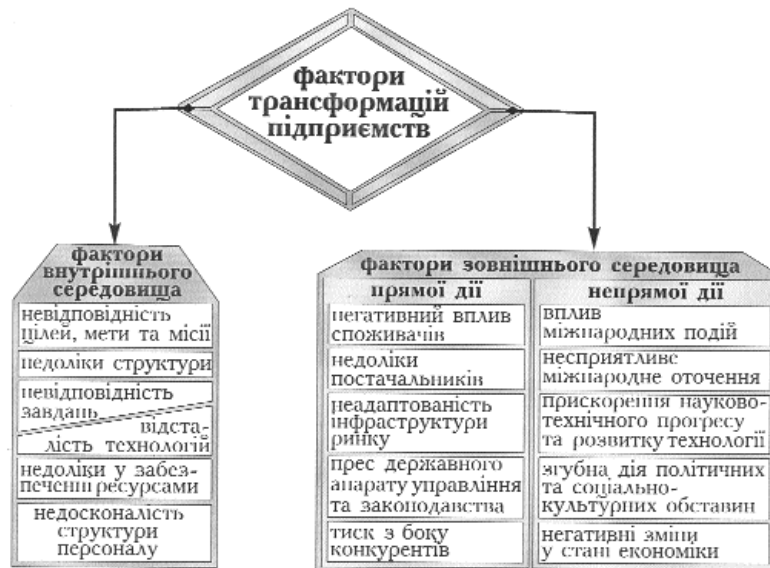 фактори
трансформацій
підприємств
фактори
внутрішнього
середовища
невідповідність
цілей, мети та місії
недоліки структури
невідповідність
завдань
відста-
лість технологій
недоліки у забез-
печенні ресурсами
недосконалість
структури
персоналу
фактори зовнішнього середовища
прямої дії
негативний вплив
споживачів
недоліки
постачальників
неадаптованість
інфраструктури
ринку
прес державного
апарату управління
та законодавства
тиск з боку
конкурентів
непрямої дії
вплив
міжнародних подій
несприятливе
міжнародне оточення
прискорення науково-
технічного прогресу
та розвитку технології
згубна дія політичних
та соціально-
культурних обставин
негативні зміни
у стані економіки